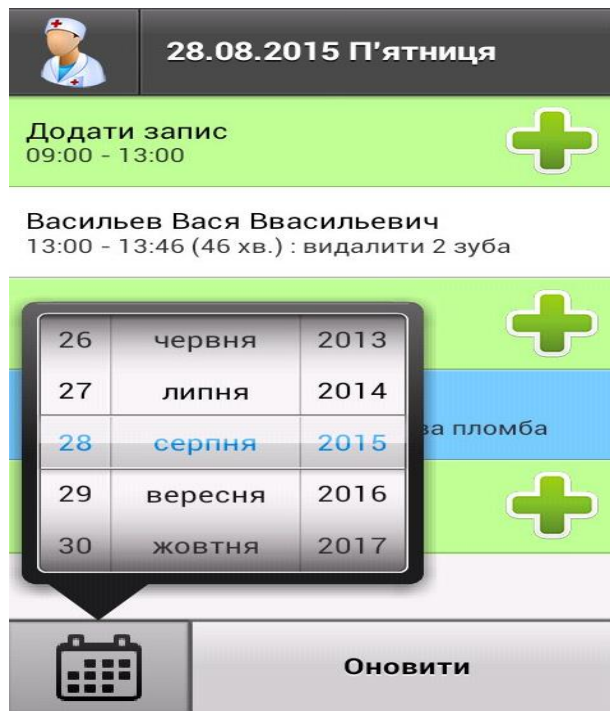 28.08.2015 П'ятниця
Додати запис
09:00 - 13:00
Васильев Вася Ввасильевич
13:00 - 13:46 (46 хв.) : видалити 2 зуба
26 червня 2013
27 липня 2014
28 серпня 2015
пломба
29 вересня 2016
30 жовтня 2017
Оновити